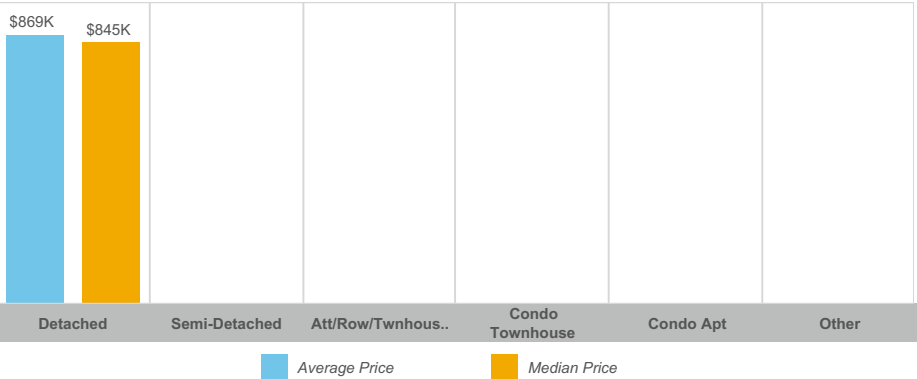 $869K
$845K
Detached
Semi-Detached
Att/Row/Twnhous..
Condo
Townhouse
Condo Apt
Other
Average Price
Median Price